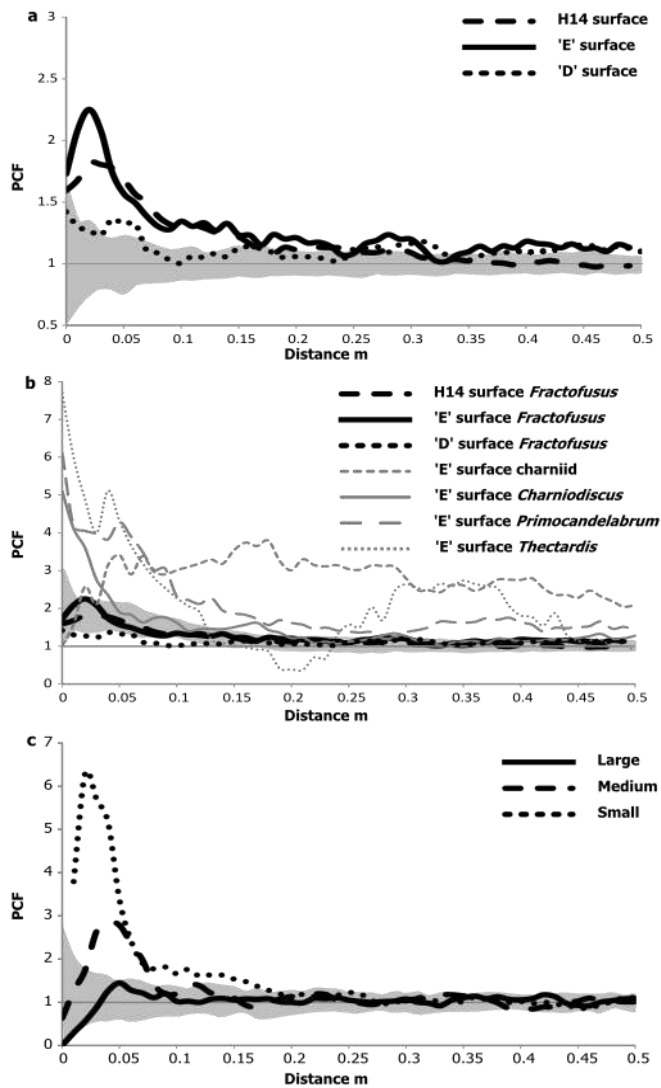 a
3
2.5
2
1.5
1
0.5
PCF
H14 surface
'E' surface
'D' surface
0 0.05 0.1 0.15 0.2 0.25 0.3 0.35 0.4 0.45 0.5
Distance m
b
8
7
6
5
4
3
2
1
0
PCF
H14 surface Fractofusus
'E' surface Fractofusus
'D' surface Fractofusus
'E' surface charniid
'E' surface Charniodiscus
'E' surface Primocandelabrum
'E' surface Thectardis
0 0.05 0.1 0.15 0.2 0.25 0.3 0.35 0.4 0.45 0.5
Distance m
c
7
6
5
4
3
2
1
0
PCF
Large
Medium
Small
0 0.05 0.1 0.15 0.2 0.25 0.3 0.35 0.4 0.45 0.5
Distance m